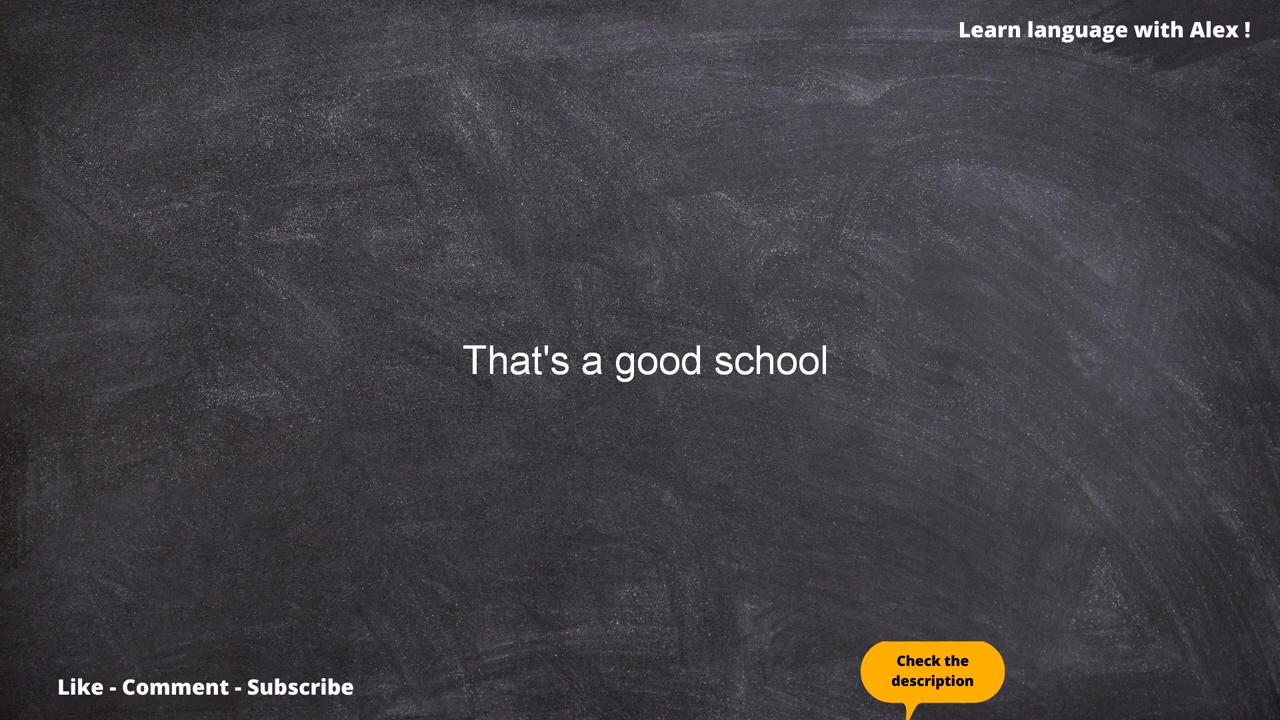 Learn language with Alex !
That's a good school
Check the
description
Like - Comment - Subscribe